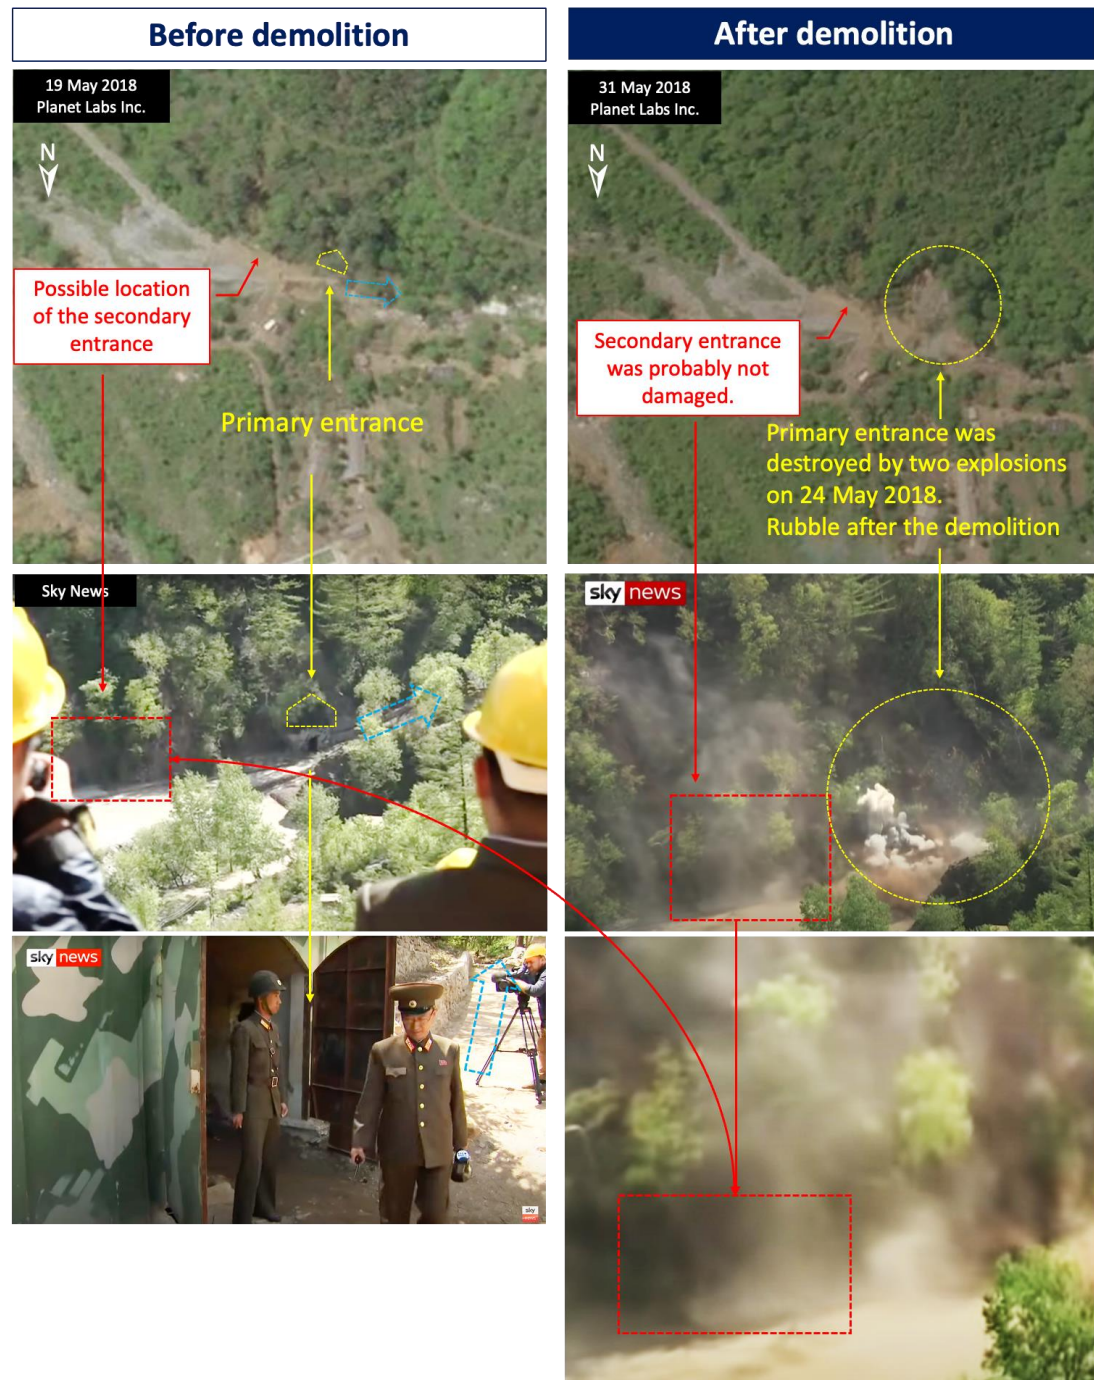 Before demolition
After demolition
19 May 2018
Planet Labs Inc.
N
Possible location
of the secondary
entrance
Primary entrance
31 May 2018
Planet Labs Inc.
N
Secondary entrance
was probably not
damaged.
Primary entrance was
destroyed by two explosions
on 24 May 2018.
Rubble after the demolition
Sky News
sky news
sky news
sky
news